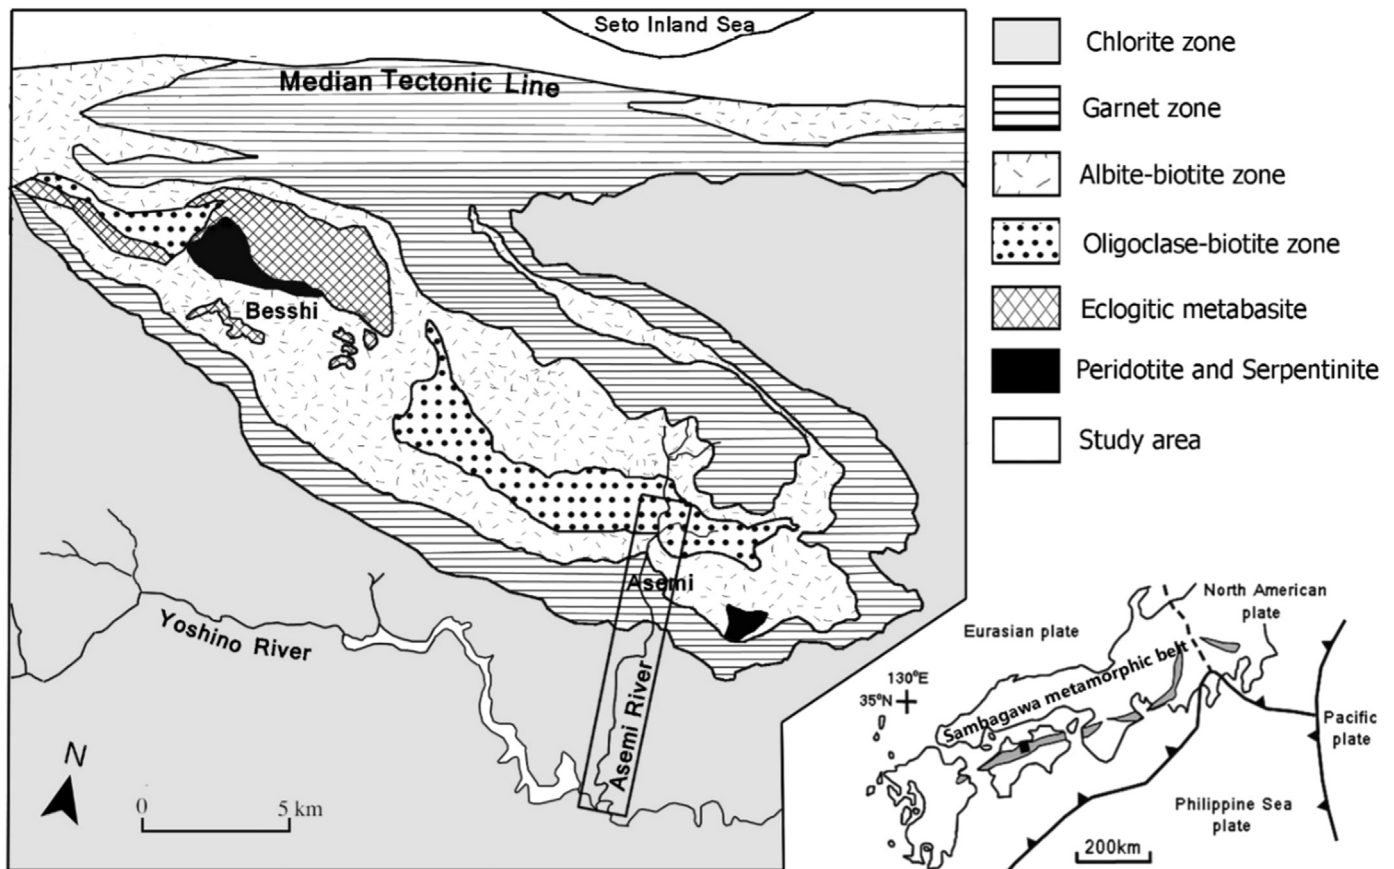 Seto Inland Sea
Median Tectonic Line
Besshi
Asemi
Yoshino River
Asemi River
N
0 5 km
Chlorite zone
Garnet zone
Albite-biotite zone
Oligoclase-biotite zone
Eclogitic metabasite
Peridotite and Serpentinite
Study area
North American
plate
Eurasian plate
130°E
35°N
Sambagawa metamorphic belt
Pacific
plate
Philippine Sea
plate
200km